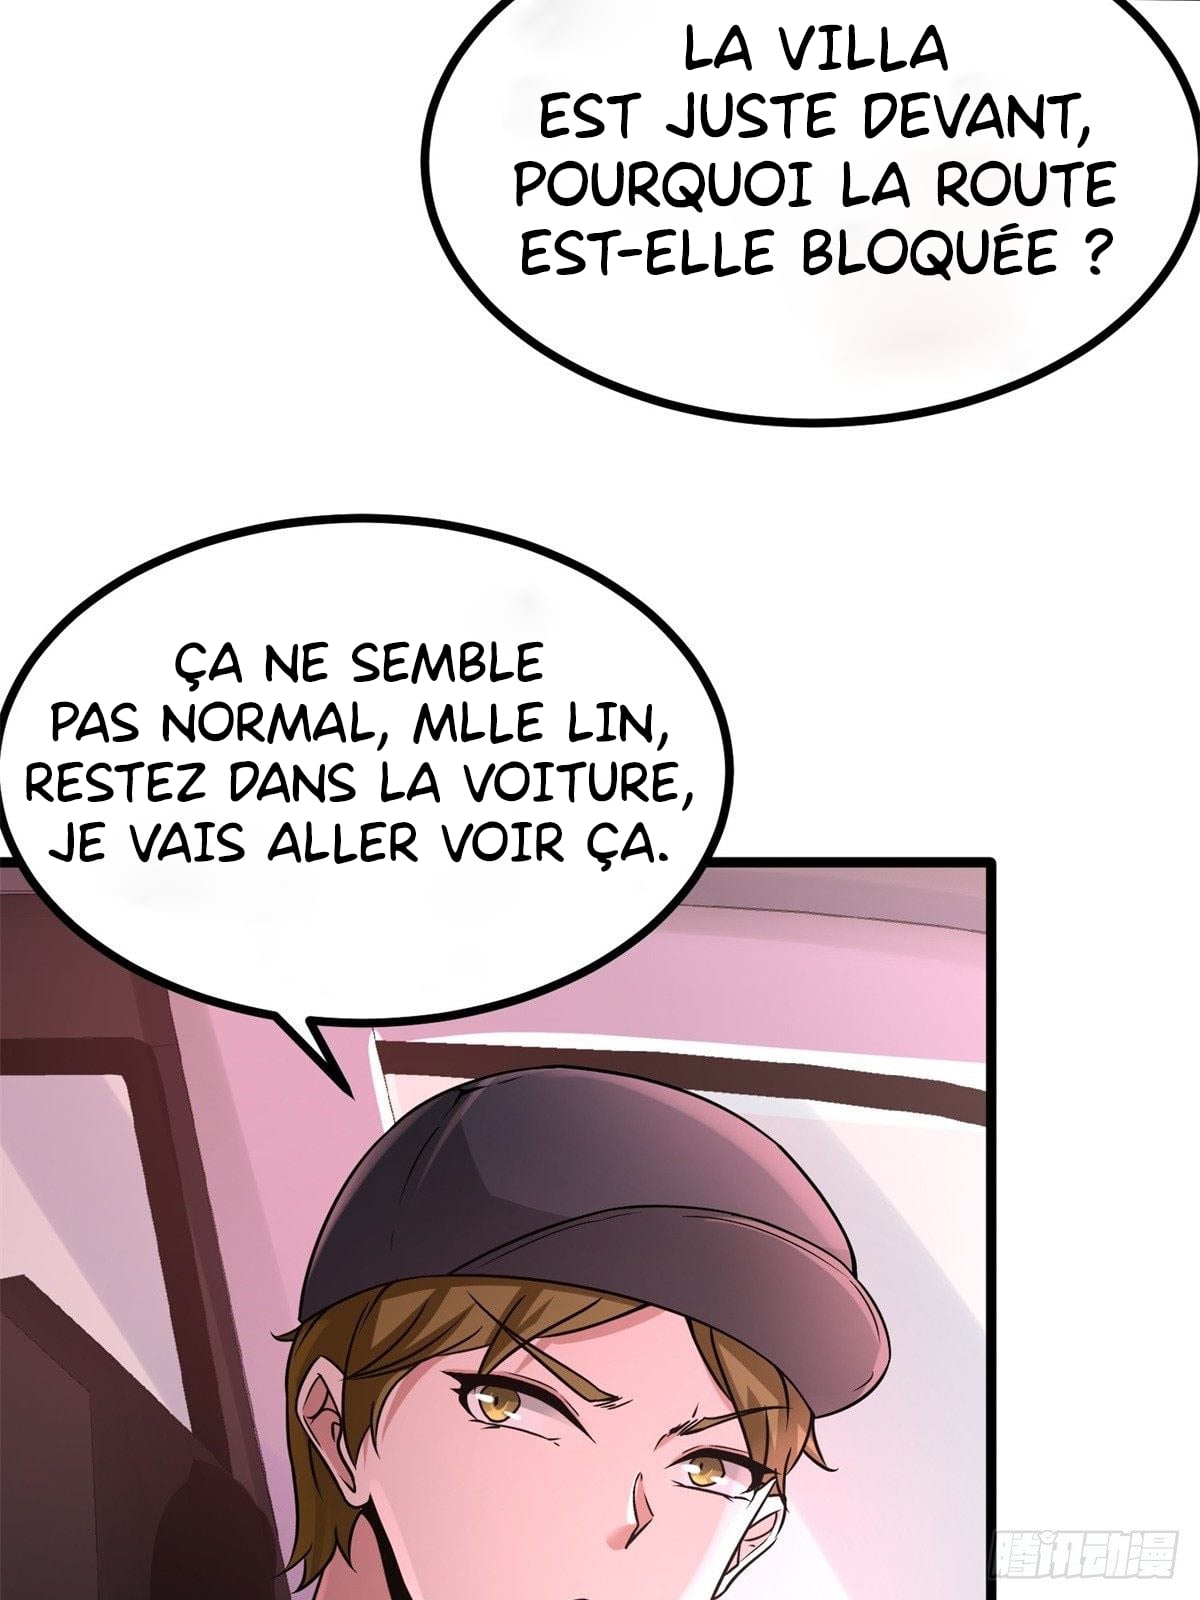 LA VILLA
EST JUSTE DEVANT,
POURQUOI LA ROUTE
EST-ELLE BLOQUÉE ?
ÇA NE SEMBLE
PAS NORMAL, MLLE LIN,
RESTEZ DANS LA VOITURE,
JE VAIS ALLER VOIR ÇA.
腾讯动漫